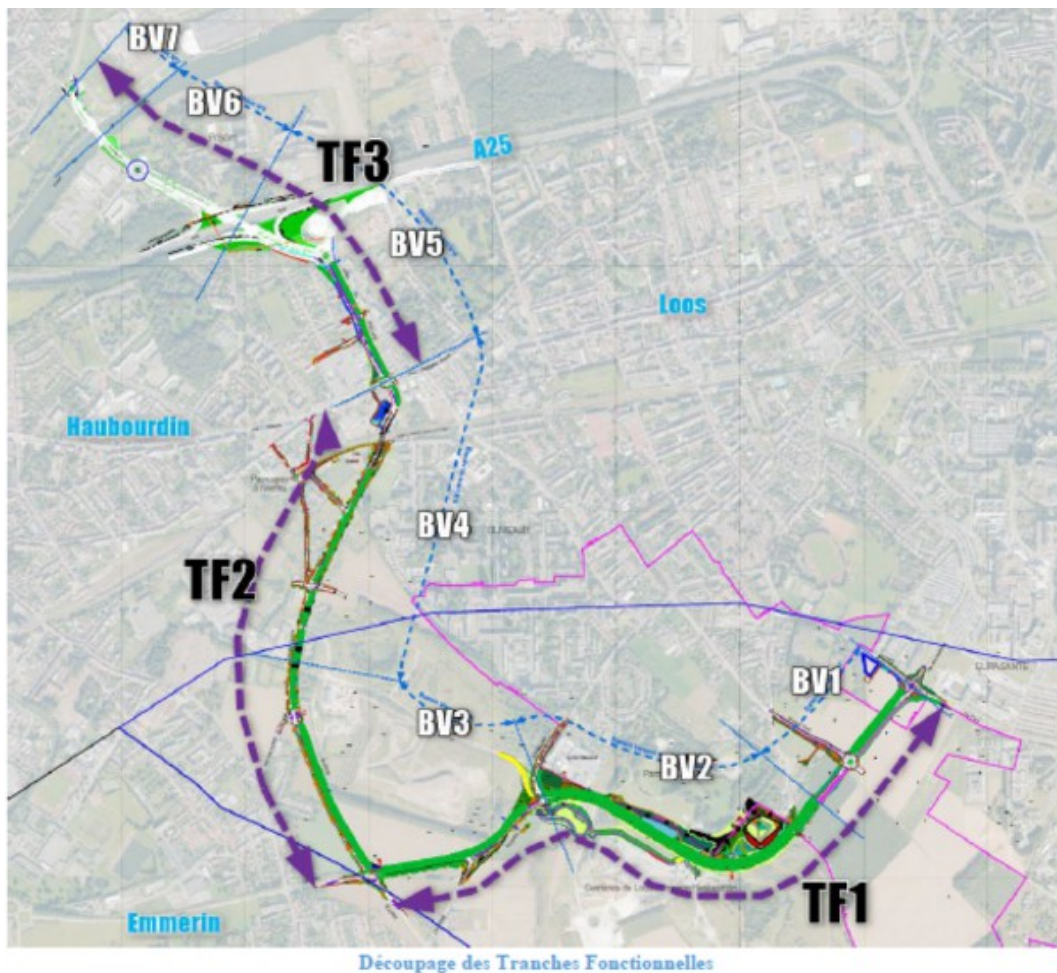 BV7
BV6
TF3
A25
BV5
Loos
Haubourdin
BV4
TF2
BV1
BV3
BV2
TF1
Emmerin
Découpage des Tranches Fonctionnelles